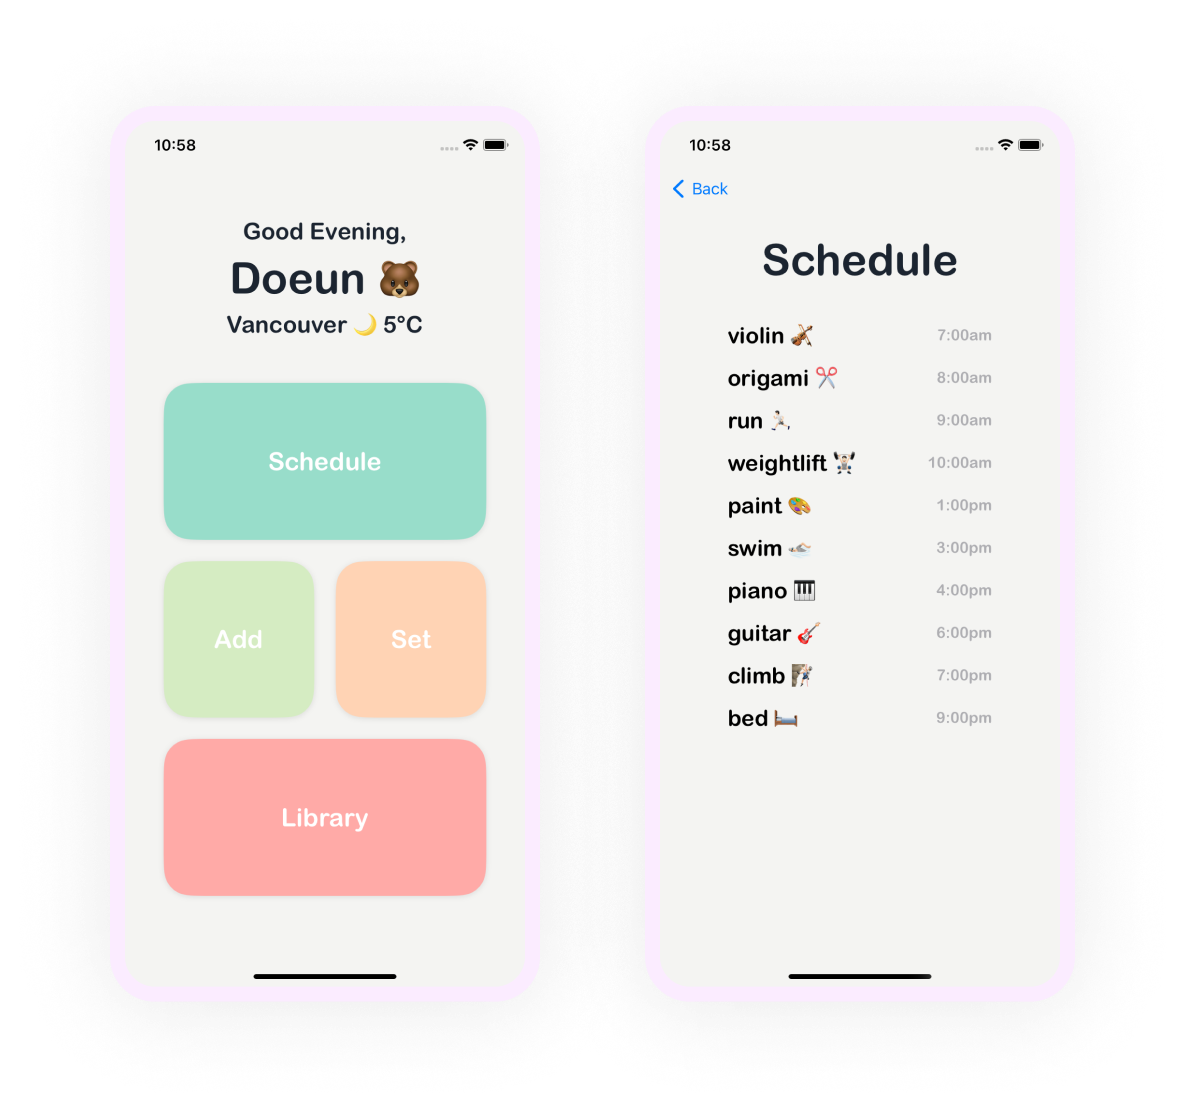 10:58
Good Evening,
Doeun 🐻
Vancouver 🌙 5°C
Schedule
Add
Set
Library
10:58
Back
Schedule
violin 🎻 7:00am
origami ✂️ 8:00am
run 🏃🏻 9:00am
weightlift 🏋🏻 10:00am
paint 🎨 1:00pm
swim 🏊🏻 3:00pm
piano 🎹 4:00pm
guitar 🎸 6:00pm
climb 🧗🏻 7:00pm
bed 🛏️ 9:00pm